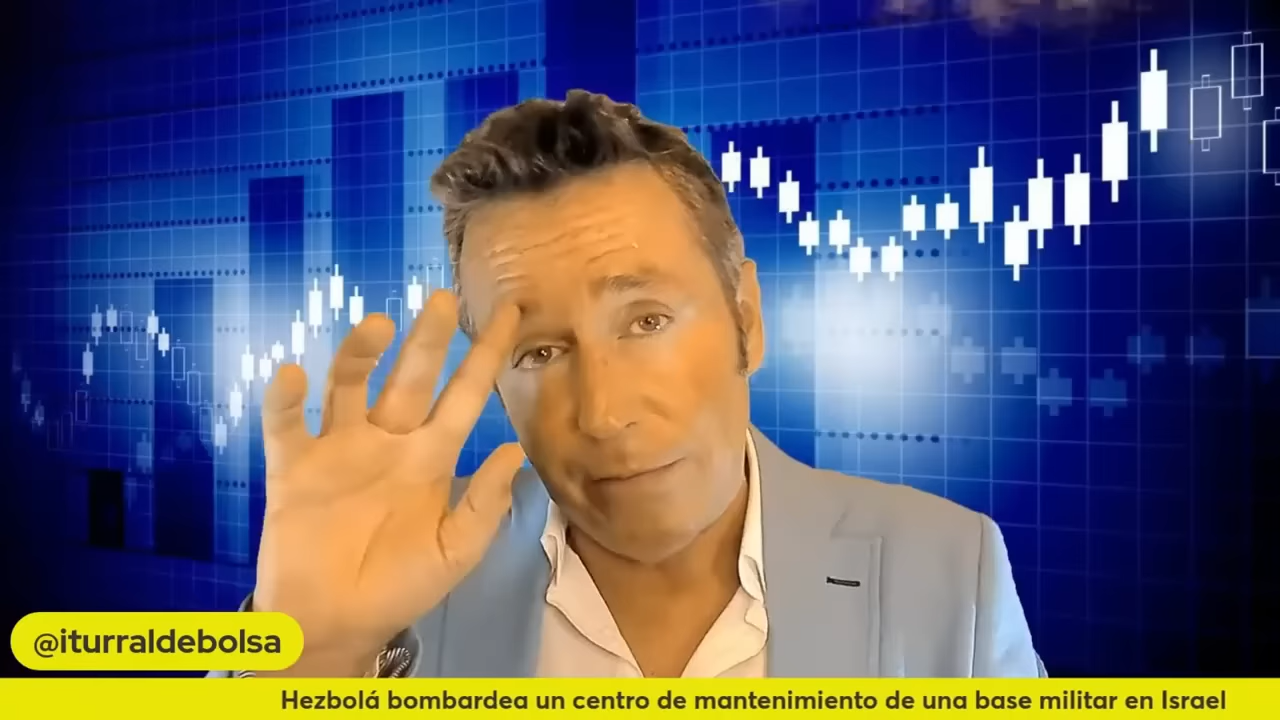 @iturraldebolsa
Hezbolá bombardea un centro de mantenimiento de una base militar en Israel